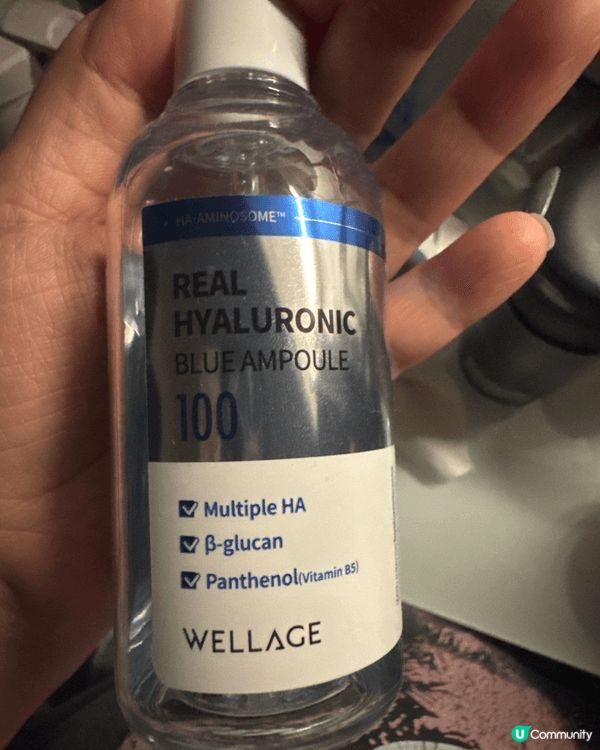 HA-AMINOSOME™
REAL
HYALURONIC
BLUE AMPOULE
100
Multiple HA
β-glucan
Panthenol(Vitamin B5)
WELLAGE
U Community